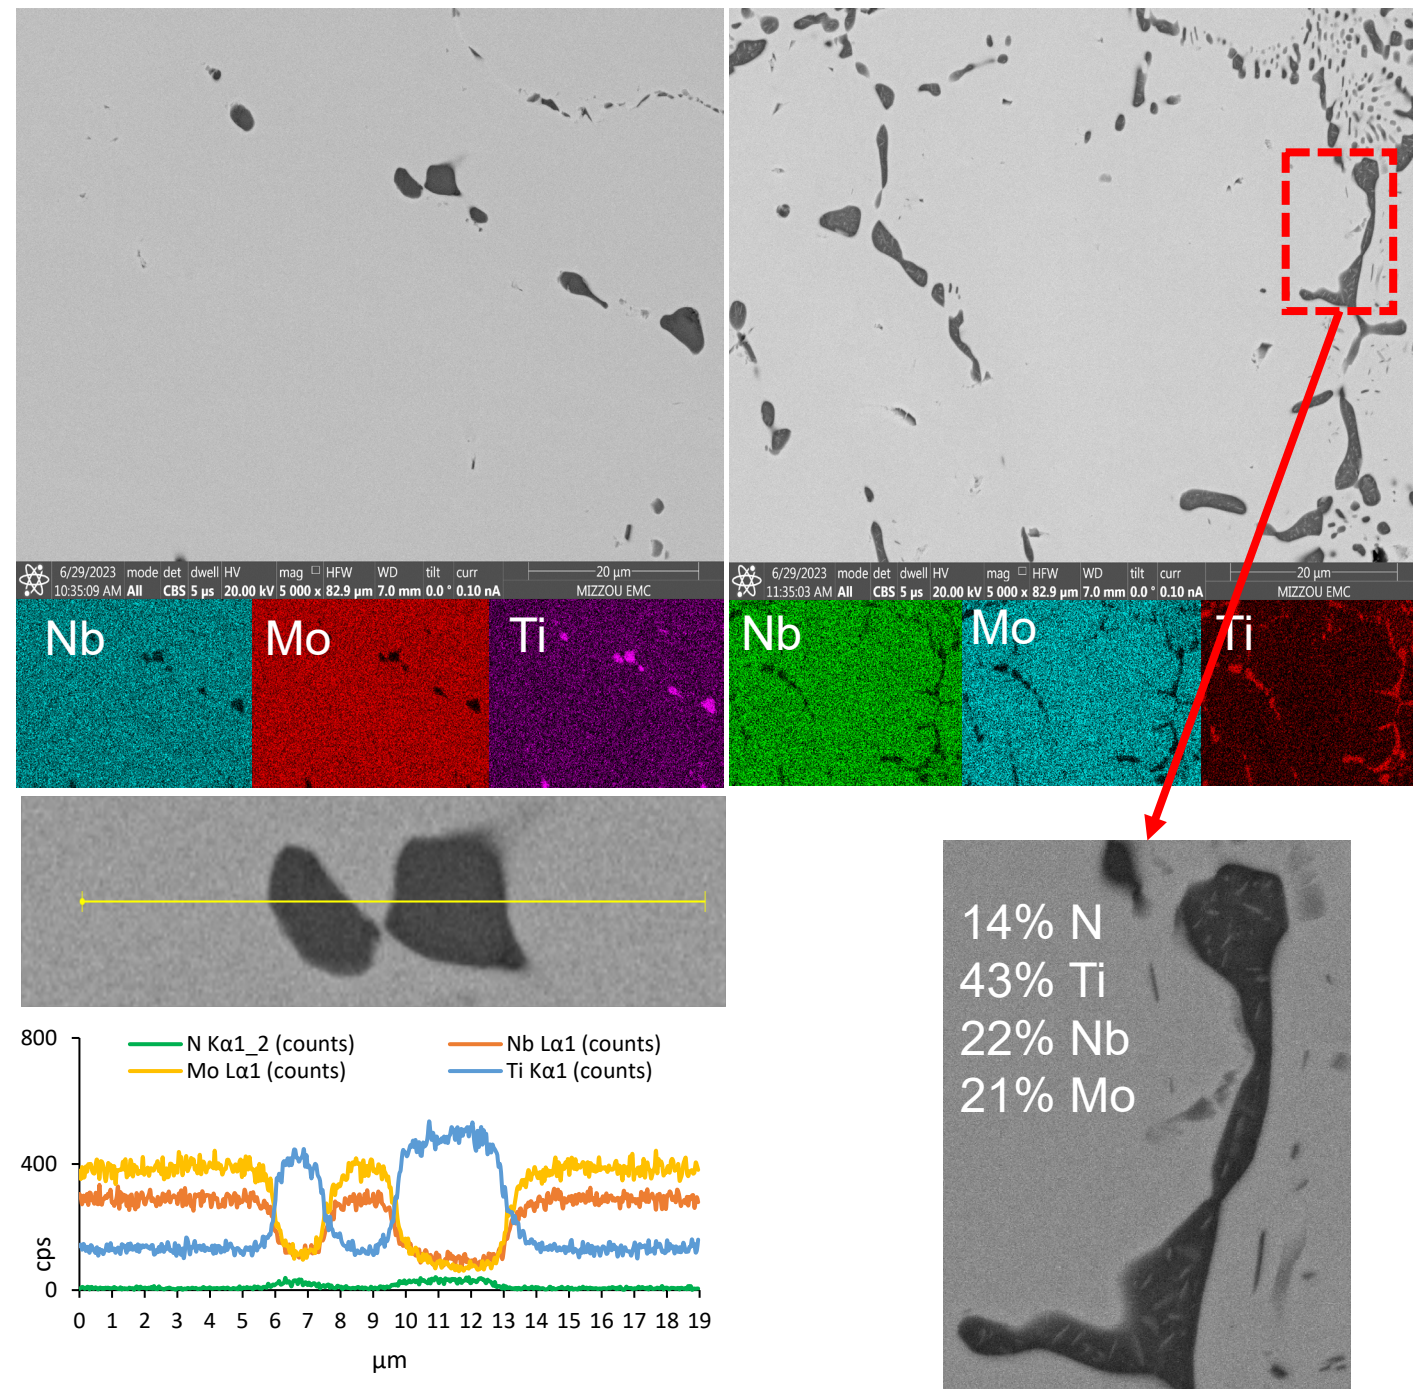 6/29/2023 mode det dwell HV mag □ HFW WD tilt curr 20 µm
10:35:09 AM All CBS 5 µs 20.00 kV 5 000 x 82.9 µm 7.0 mm 0.0 ° 0.10 nA MIZZOU EMC
6/29/2023 mode det dwell HV mag □ HFW WD tilt curr 20 µm
11:35:03 AM All CBS 5 µs 20.00 kV 5 000 x 82.9 µm 7.0 mm 0.0 ° 0.10 nA MIZZOU EMC
Nb Mo Ti
Nb Mo Ti
14% N
43% Ti
22% Nb
21% Mo
N Kα1_2 (counts) Nb Lα1 (counts)
Mo Lα1 (counts) Ti Kα1 (counts)
800
400
0
cps
0 1 2 3 4 5 6 7 8 9 10 11 12 13 14 15 16 17 18 19
µm